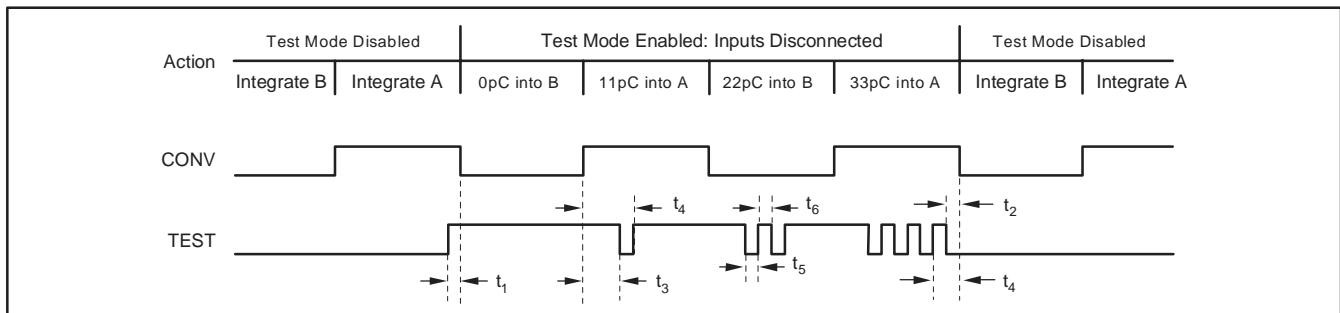 Test Mode Disabled
Test Mode Enabled: Inputs Disconnected
Test Mode Disabled
Action
Integrate B
Integrate A
0pC into B
11pC into A
22pC into B
33pC into A
Integrate B
Integrate A
CONV
t4
t6
t2
TEST
t1
t3
t5
t4